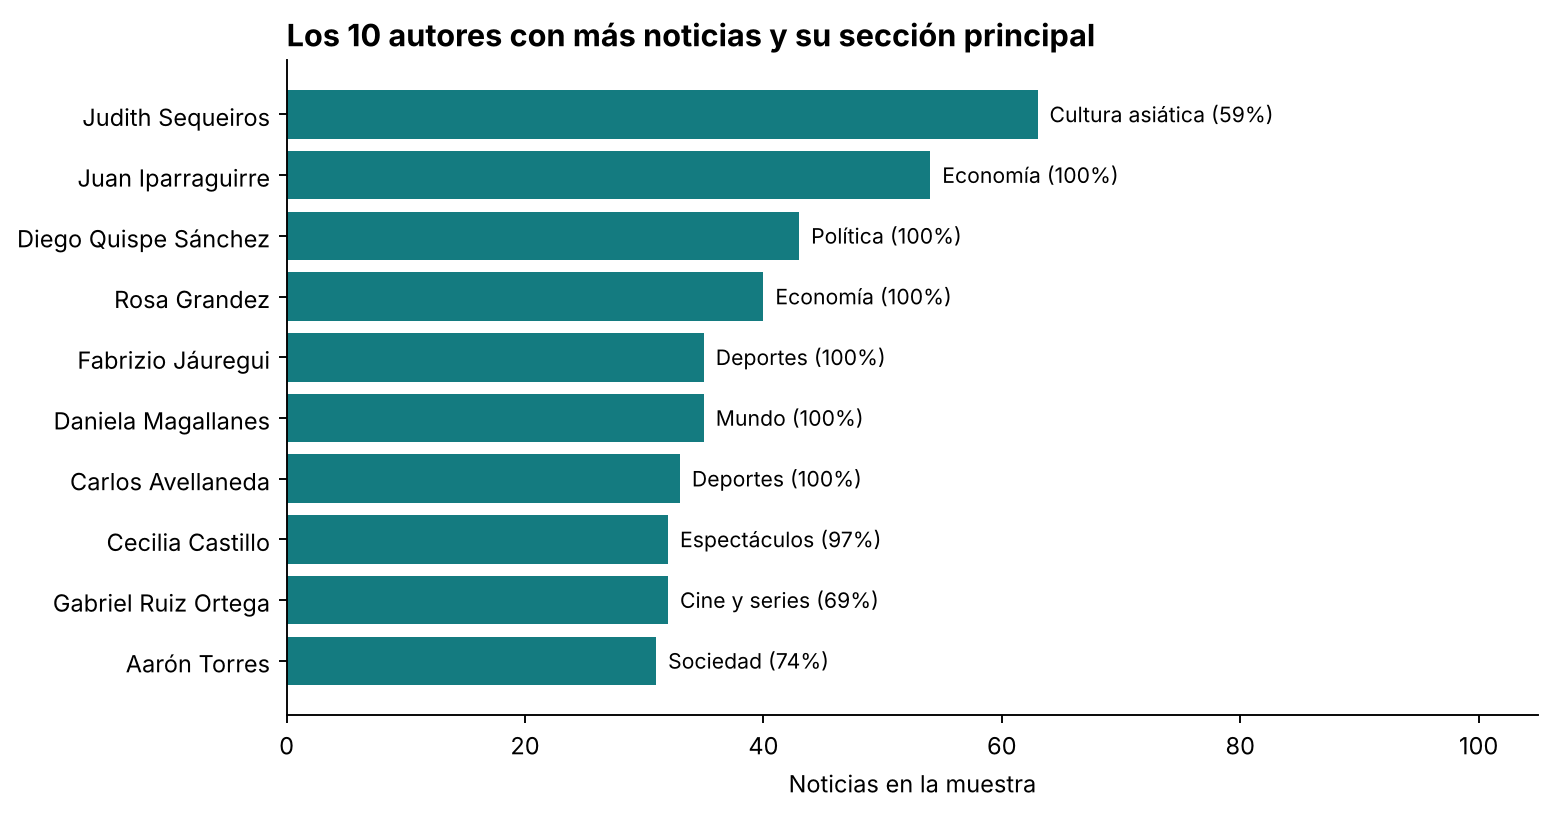 Los 10 autores con más noticias y su sección principal
Judith Sequeiros Cultura asiática (59%)
Juan Iparraguirre Economía (100%)
Diego Quispe Sánchez Política (100%)
Rosa Grandez Economía (100%)
Fabrizio Jáuregui Deportes (100%)
Daniela Magallanes Mundo (100%)
Carlos Avellaneda Deportes (100%)
Cecilia Castillo Espectáculos (97%)
Gabriel Ruiz Ortega Cine y series (69%)
Aarón Torres Sociedad (74%)
0 20 40 60 80 100
Noticias en la muestra